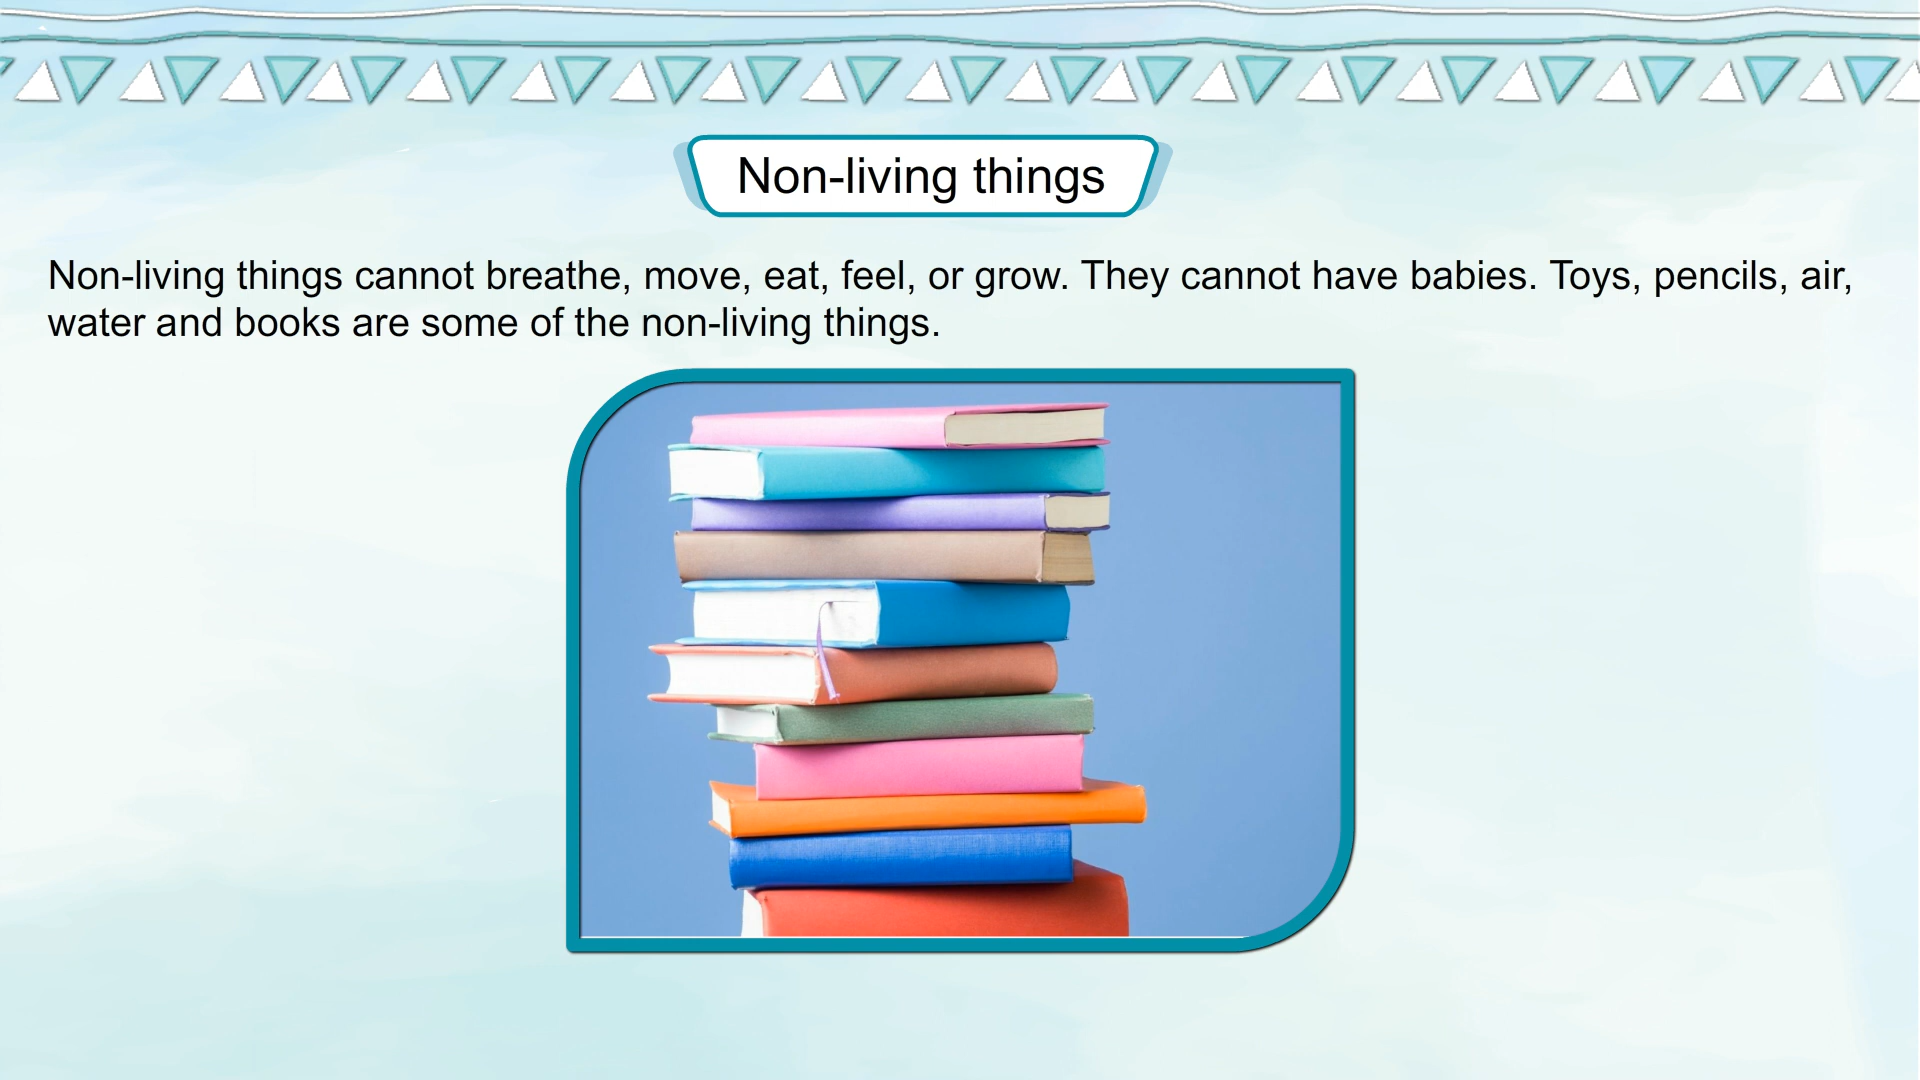 Non-living things
Non-living things cannot breathe, move, eat, feel, or grow. They cannot have babies. Toys, pencils, air,
water and books are some of the non-living things.